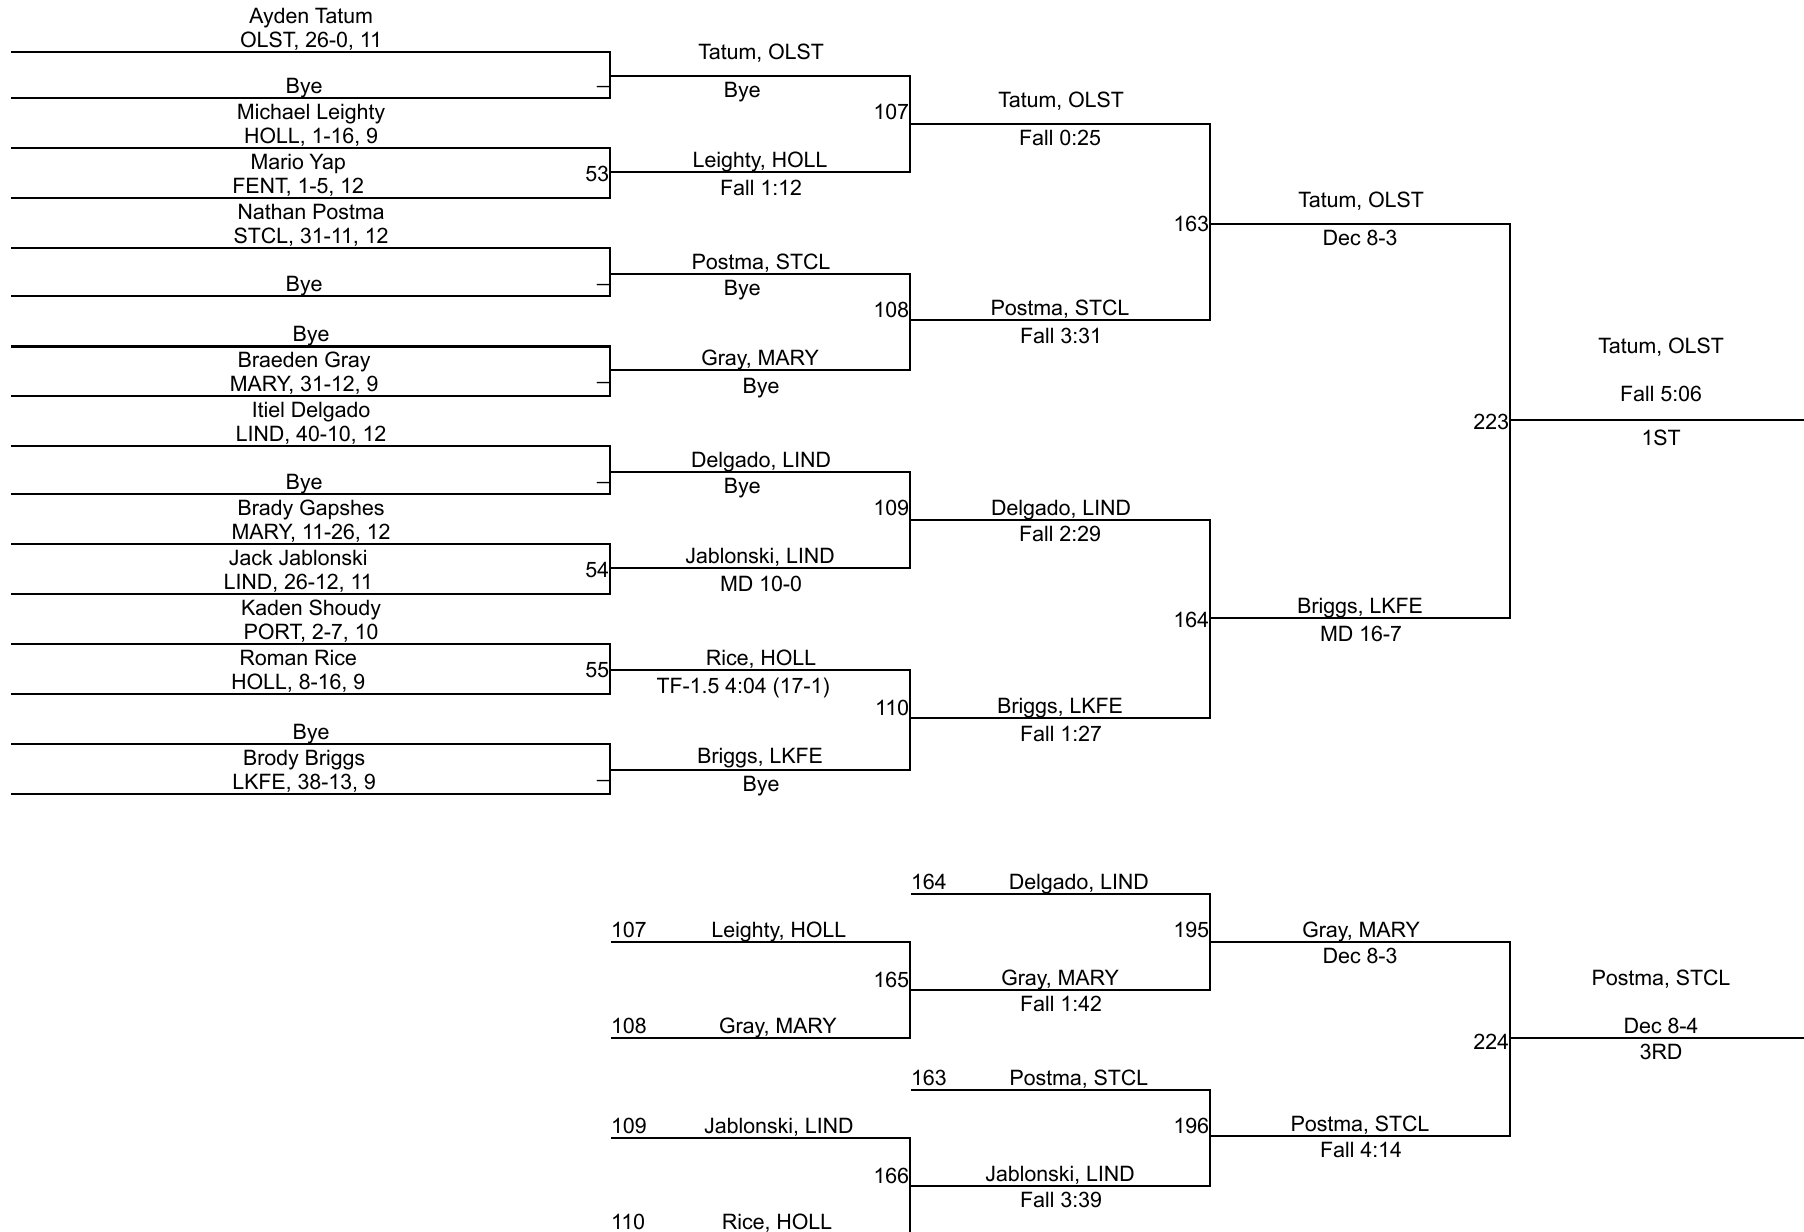 Ayden Tatum
OLST, 26-0, 11
Bye
Michael Leighty
HOLL, 1-16, 9
Mario Yap
FENT, 1-5, 12
53
Nathan Postma
STCL, 31-11, 12
Bye
Bye
Braeden Gray
MARY, 31-12, 9
Itiel Delgado
LIND, 40-10, 12
Bye
Brady Gapshes
MARY, 11-26, 12
Jack Jablonski
LIND, 26-12, 11
54
Kaden Shoudy
PORT, 2-7, 10
Roman Rice
HOLL, 8-16, 9
55
Bye
Brody Briggs
LKFE, 38-13, 9
Tatum, OLST
Bye
107
Leighty, HOLL
Fall 1:12
Postma, STCL
Bye
108
Gray, MARY
Bye
Delgado, LIND
Bye
109
Jablonski, LIND
MD 10-0
Rice, HOLL
TF-1.5 4:04 (17-1)
110
Briggs, LKFE
Bye
Tatum, OLST
Fall 0:25
163
Postma, STCL
Fall 3:31
Delgado, LIND
Fall 2:29
164
Briggs, LKFE
Fall 1:27
Tatum, OLST
Dec 8-3
223
Briggs, LKFE
MD 16-7
Tatum, OLST
Fall 5:06
1ST
164 Delgado, LIND
107 Leighty, HOLL
195
165
Gray, MARY
Fall 1:42
108 Gray, MARY
Gray, MARY
Dec 8-3
163 Postma, STCL
109 Jablonski, LIND
196
166
Jablonski, LIND
Fall 3:39
110 Rice, HOLL
Postma, STCL
Fall 4:14
224
Postma, STCL
Dec 8-4
3RD